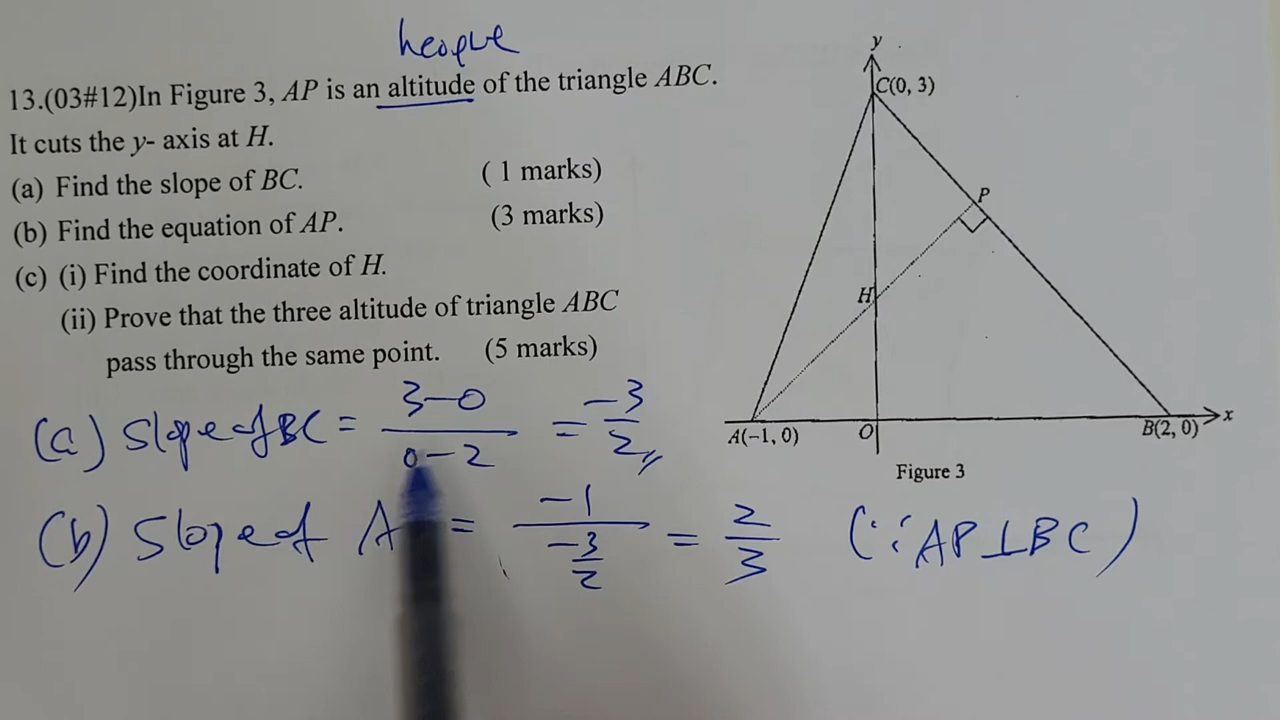 13.(03#12)In Figure 3, AP is an altitude of the triangle ABC.
It cuts the y- axis at H.
(a) Find the slope of BC. ( 1 marks)
(b) Find the equation of AP. (3 marks)
(c) (i) Find the coordinate of H.
(ii) Prove that the three altitude of triangle ABC
pass through the same point. (5 marks)
y
C(0, 3)
P
H
A(-1, 0)
O
B(2, 0)
x
Figure 3
(a) Slope of BC = 3-0 / 0-2 = -3/2
(b) Slope of A = -1 / -3/2 = 2/3 (∵ AP⊥BC)